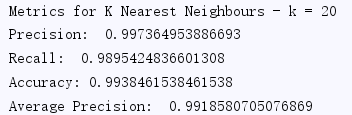 Metrics for K Nearest Neighbours - k = 20
Precision:  0.997364953886693
Recall:  0.9895424836601308
Accuracy: 0.9938461538461538
Average Precision:  0.9918580705076869